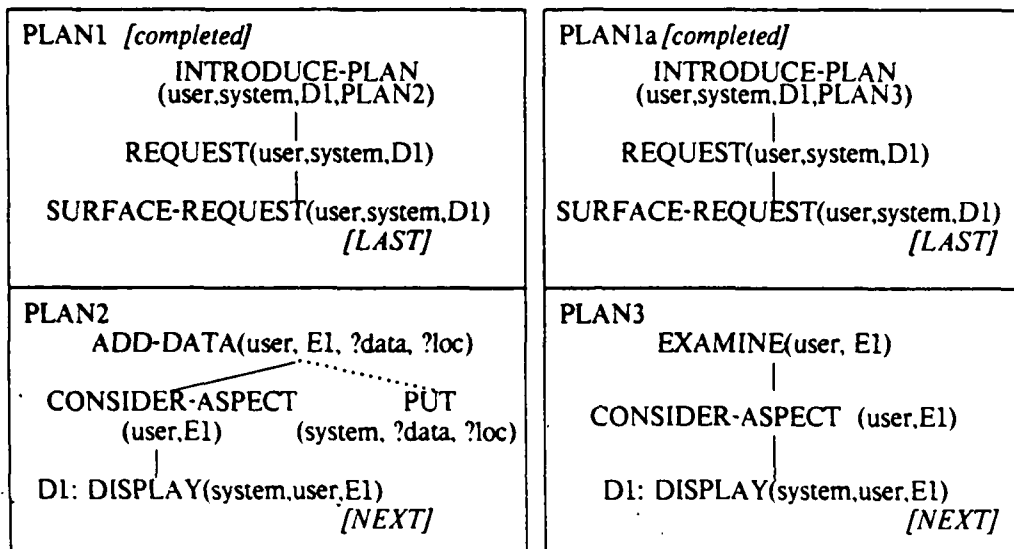 PLAN1 [completed]
INTRODUCE-PLAN
(user,system,D1,PLAN2)
REQUEST(user,system,D1)
SURFACE-REQUEST(user,system,D1)
[LAST]
PLAN2
ADD-DATA(user, E1, ?data, ?loc)
CONSIDER-ASPECT PUT
(user,E1) (system, ?data, ?loc)
D1: DISPLAY(system,user,E1)
[NEXT]
PLAN1a [completed]
INTRODUCE-PLAN
(user,system,D1,PLAN3)
REQUEST(user,system,D1)
SURFACE-REQUEST(user,system,D1)
[LAST]
PLAN3
EXAMINE(user, E1)
CONSIDER-ASPECT (user,E1)
D1: DISPLAY(system,user,E1)
[NEXT]